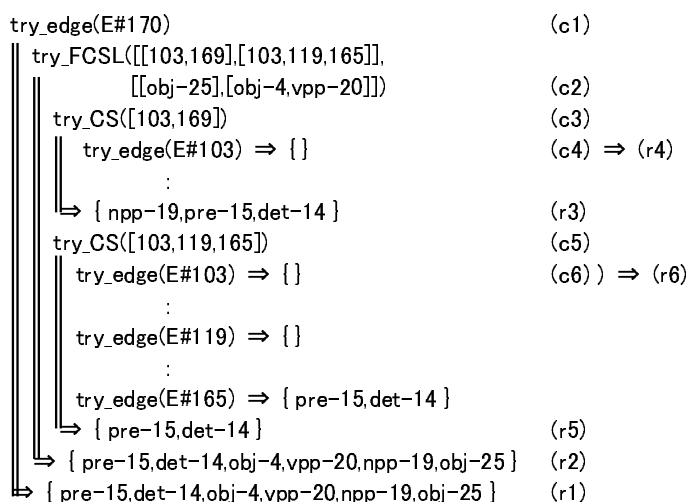 try_edge(E#170) (c1)
try_FCSL([[103,169],[103,119,165]],
[[obj-25],[obj-4,vpp-20]]) (c2)
try_CS([103,169]) (c3)
try_edge(E#103) ⇒ {} (c4) ⇒ (r4)
:
⇒ { npp-19,pre-15,det-14 } (r3)
try_CS([103,119,165]) (c5)
try_edge(E#103) ⇒ {} (c6) ) ⇒ (r6)
:
try_edge(E#119) ⇒ {}
:
try_edge(E#165) ⇒ { pre-15,det-14 }
⇒ { pre-15,det-14 } (r5)
⇒ { pre-15,det-14,obj-4,vpp-20,npp-19,obj-25 } (r2)
⇒ { pre-15,det-14,obj-4,vpp-20,npp-19,obj-25 } (r1)